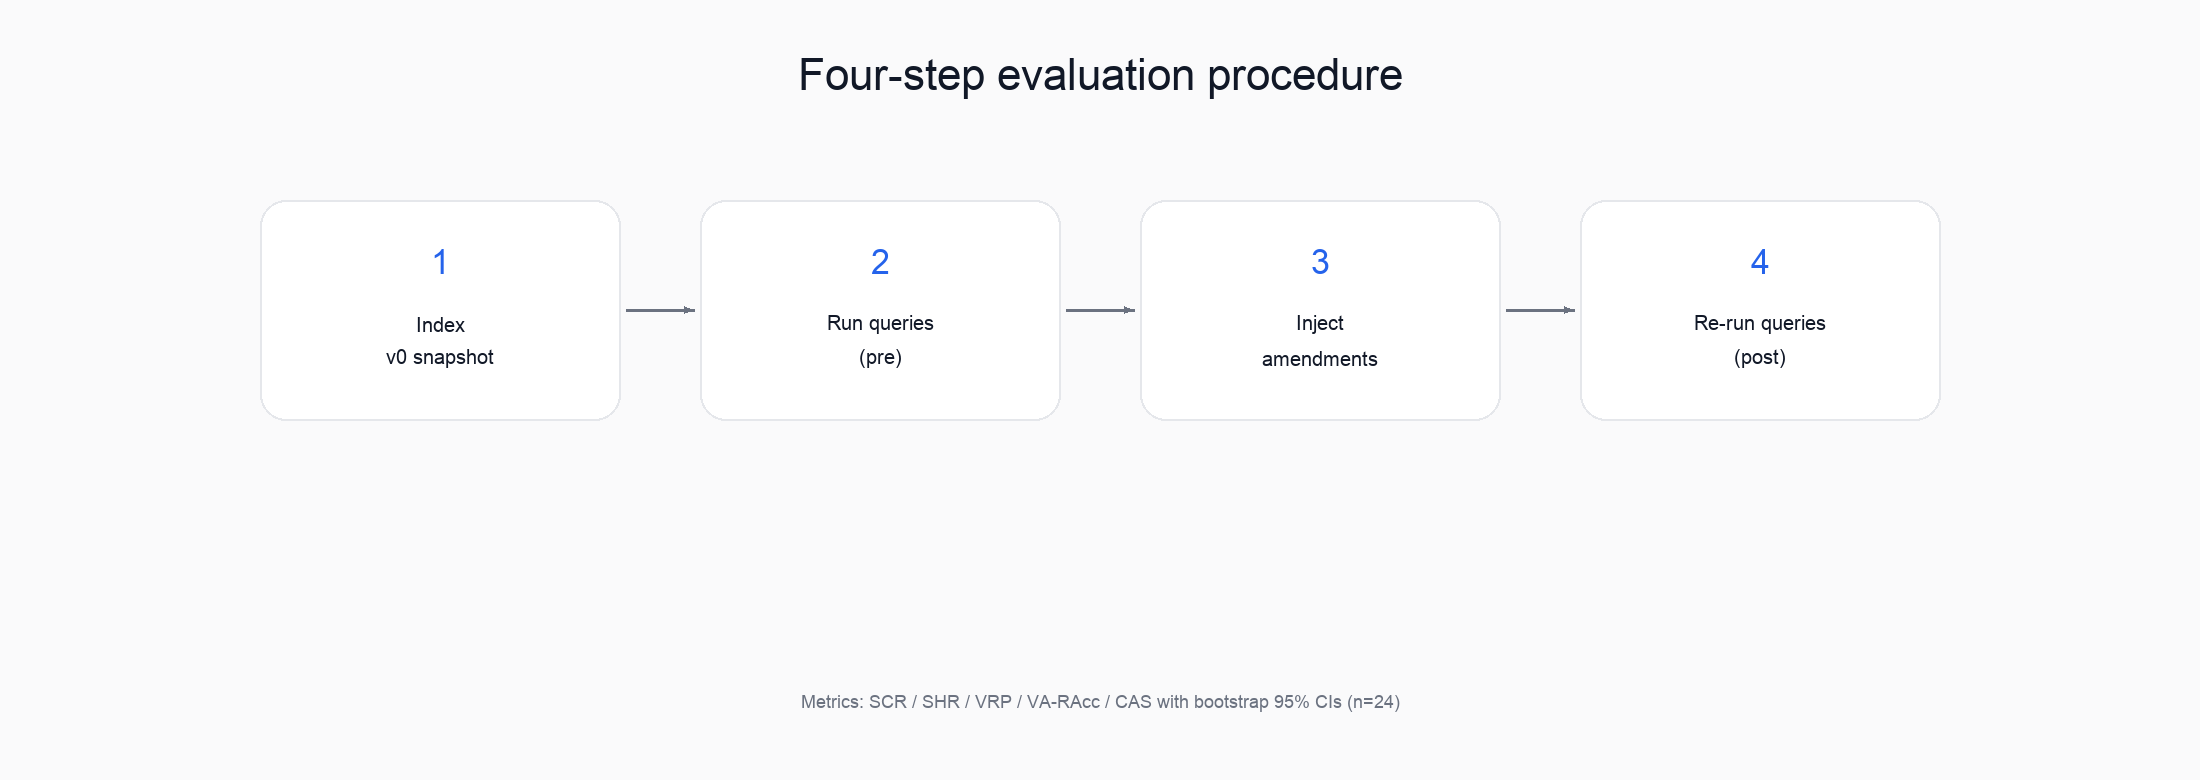 Four-step evaluation procedure
1
Index
v0 snapshot
2
Run queries
(pre)
3
Inject
amendments
4
Re-run queries
(post)
Metrics: SCR / SHR / VRP / VA-RAcc / CAS with bootstrap 95% CIs (n=24)